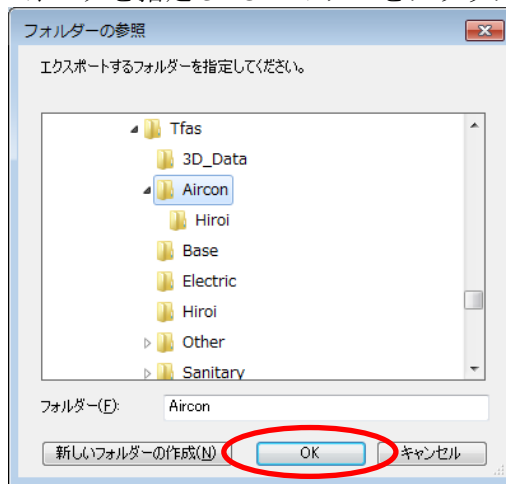 フォルダーの参照
エクスポートするフォルダーを指定してください。
Tfas
3D_Data
Aircon
Hiroi
Base
Electric
Hiroi
Other
Sanitary
フォルダー(F): Aircon
新しいフォルダーの作成(N) OK キャンセル